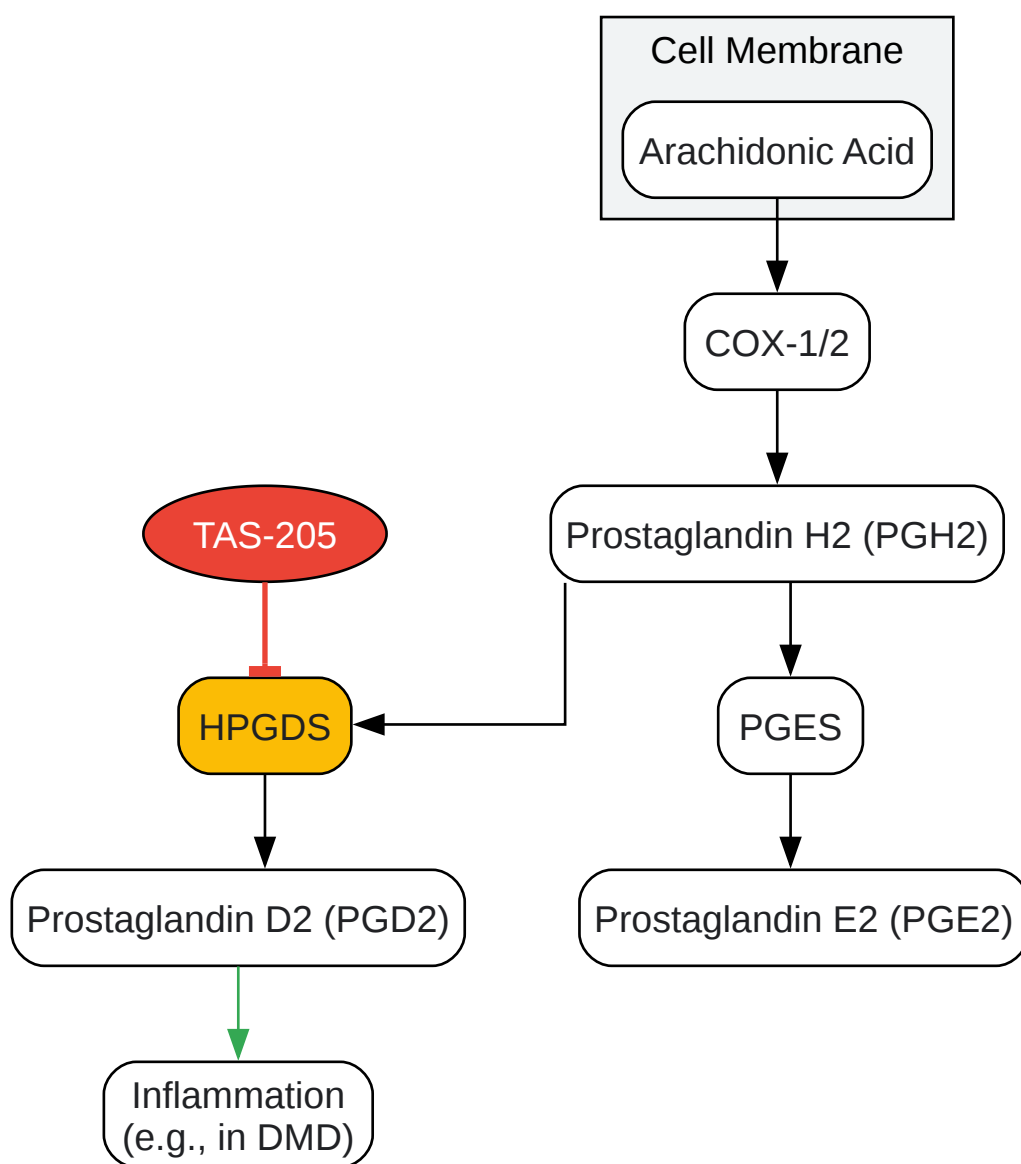 Cell Membrane
Arachidonic Acid
COX-1/2
TAS-205
Prostaglandin H2 (PGH2)
HPGDS
PGES
Prostaglandin D2 (PGD2)
Prostaglandin E2 (PGE2)
Inflammation
(e.g., in DMD)